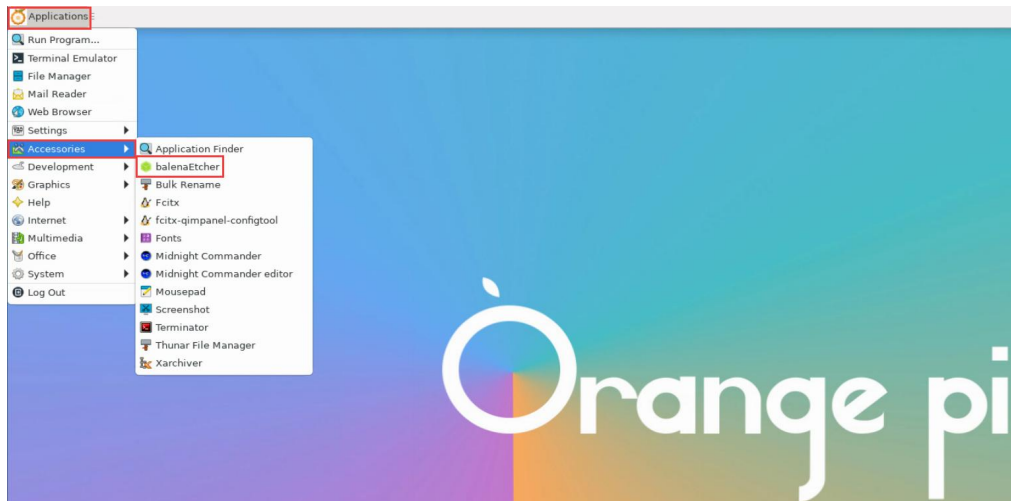 Applications
Run Program...
Terminal Emulator
File Manager
Mail Reader
Web Browser
Settings
Accessories
Development
Graphics
Help
Internet
Multimedia
Office
System
Log Out
Application Finder
balenaEtcher
Bulk Rename
Fcitx
fcitx-qimpanel-configtool
Fonts
Midnight Commander
Midnight Commander editor
Mousepad
Screenshot
Terminator
Thunar File Manager
Xarchiver
Orange pi